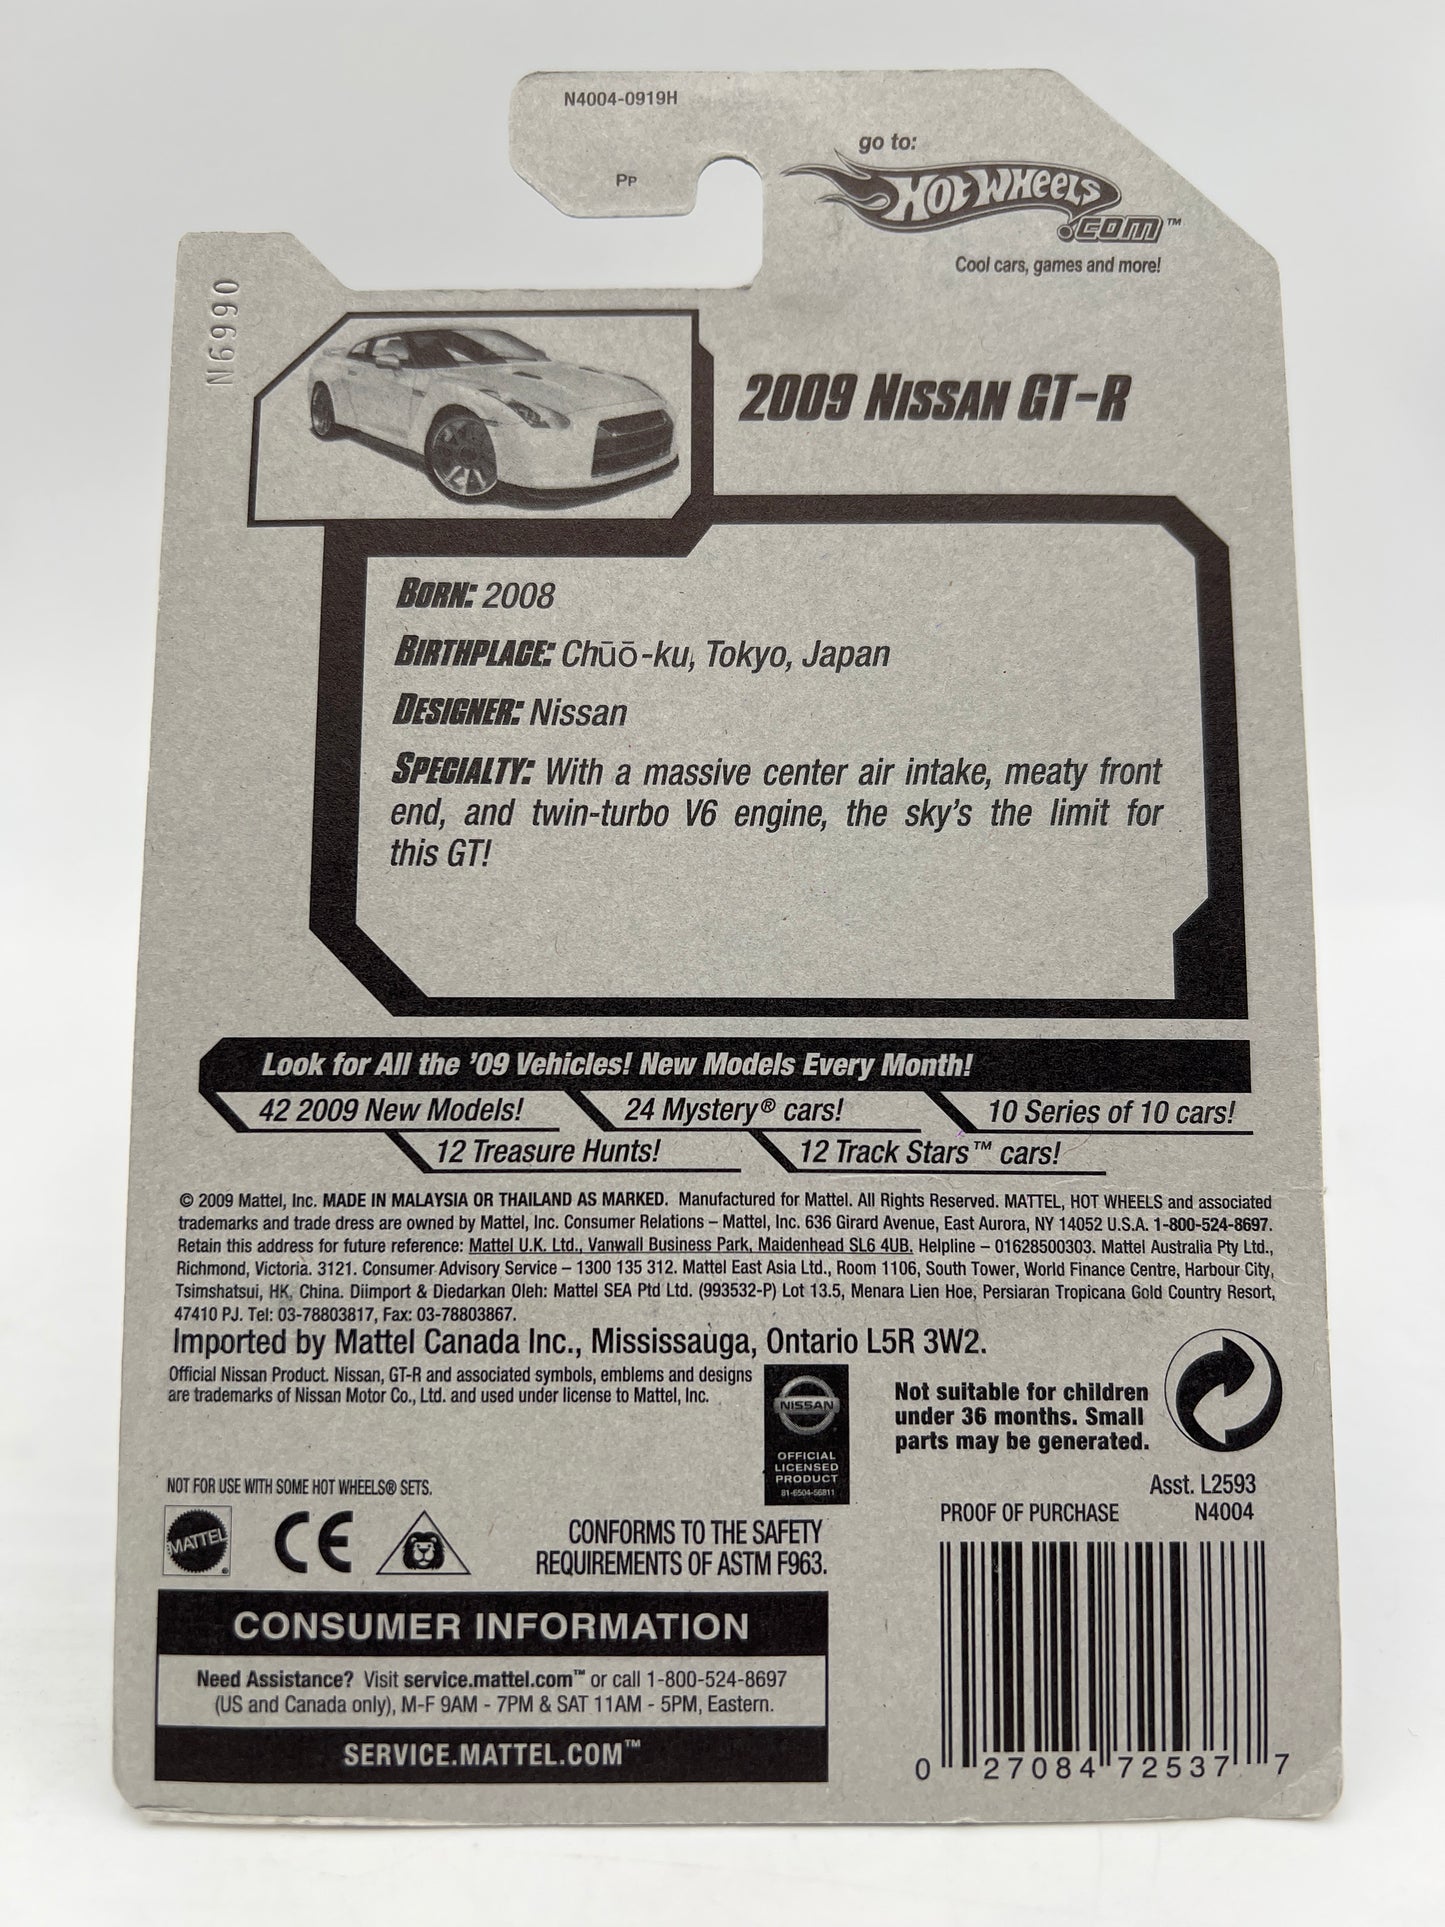 N4004-0919H
PP
go to:
HOT WHEELS
.COM™
Cool cars, games and more!
N6990
2009 NISSAN GT-R
BORN: 2008
BIRTHPLACE: Chūō-ku, Tokyo, Japan
DESIGNER: Nissan
SPECIALTY: With a massive center air intake, meaty front
end, and twin-turbo V6 engine, the sky's the limit for
this GT!
Look for All the '09 Vehicles! New Models Every Month!
42 2009 New Models!
24 Mystery® cars!
10 Series of 10 cars!
12 Treasure Hunts!
12 Track Stars™ cars!
© 2009 Mattel, Inc. MADE IN MALAYSIA OR THAILAND AS MARKED. Manufactured for Mattel. All Rights Reserved. MATTEL, HOT WHEELS and associated
trademarks and trade dress are owned by Mattel, Inc. Consumer Relations – Mattel, Inc. 636 Girard Avenue, East Aurora, NY 14052 U.S.A. 1-800-524-8697.
Retain this address for future reference: Mattel U.K. Ltd., Vanwall Business Park, Maidenhead SL6 4UB. Helpline – 01628500303. Mattel Australia Pty Ltd.,
Richmond, Victoria. 3121. Consumer Advisory Service – 1300 135 312. Mattel East Asia Ltd., Room 1106, South Tower, World Finance Centre, Harbour City,
Tsimshatsui, HK, China. Diimport & Diedarkan Oleh: Mattel SEA Ptd Ltd. (993532-P) Lot 13.5, Menara Lien Hoe, Persiaran Tropicana Gold Country Resort,
47410 PJ. Tel: 03-78803817, Fax: 03-78803867.
Imported by Mattel Canada Inc., Mississauga, Ontario L5R 3W2.
Official Nissan Product. Nissan, GT-R and associated symbols, emblems and designs
are trademarks of Nissan Motor Co., Ltd. and used under license to Mattel, Inc.
NISSAN
OFFICIAL
LICENSED
PRODUCT
81-6504-56811
Not suitable for children
under 36 months. Small
parts may be generated.
NOT FOR USE WITH SOME HOT WHEELS® SETS.
Asst. L2593
PROOF OF PURCHASE N4004
MATTEL
CE
CONFORMS TO THE SAFETY
REQUIREMENTS OF ASTM F963.
CONSUMER INFORMATION
Need Assistance? Visit service.mattel.com™ or call 1-800-524-8697
(US and Canada only), M-F 9AM - 7PM & SAT 11AM - 5PM, Eastern.
SERVICE.MATTEL.COM™
0 27084 72537 7